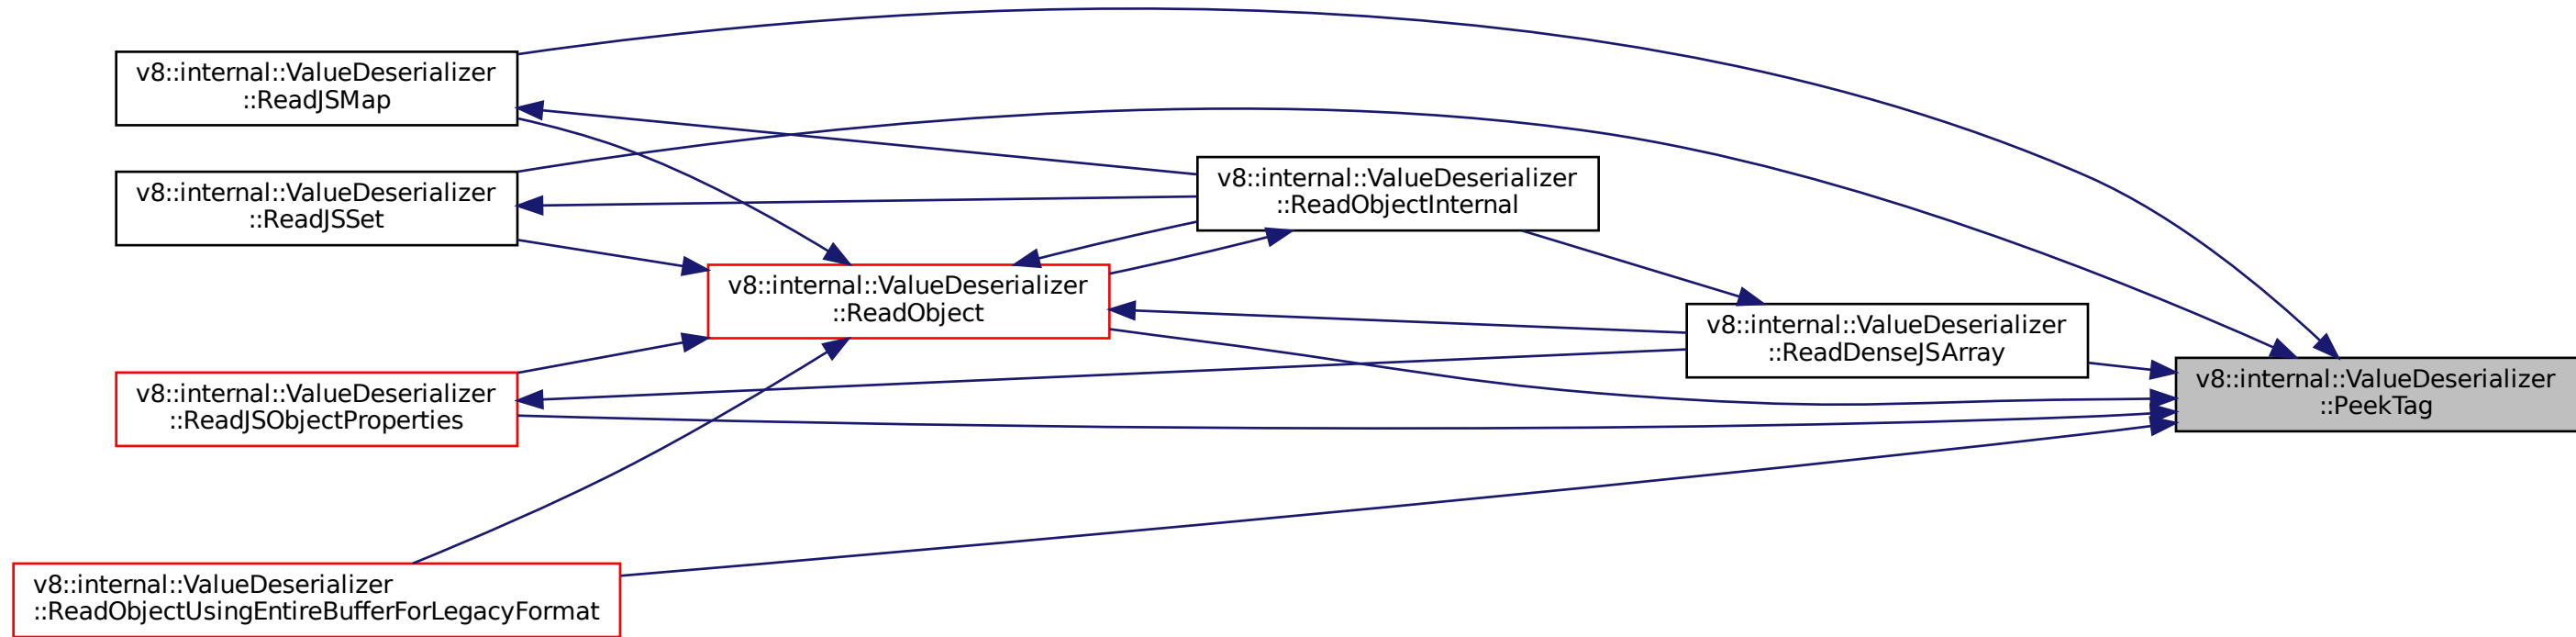 v8::internal::ValueDeserializer
::ReadJSMap
v8::internal::ValueDeserializer
::ReadJSSet
v8::internal::ValueDeserializer
::ReadObjectInternal
v8::internal::ValueDeserializer
::ReadObject
v8::internal::ValueDeserializer
::ReadDenseJSArray
v8::internal::ValueDeserializer
::PeekTag
v8::internal::ValueDeserializer
::ReadJSObjectProperties
v8::internal::ValueDeserializer
::ReadObjectUsingEntireBufferForLegacyFormat